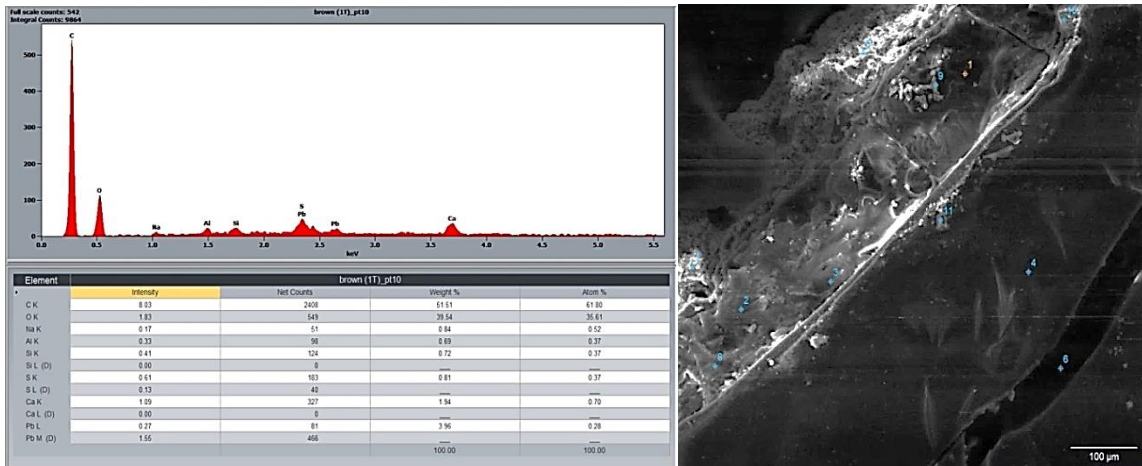 Full scale counts: 542
Integral Counts: 9864
brown (1T)_pt10
C
O
Na
Al
Si
S
Pb
Pb
Ca
500
400
300
200
100
0
0.0 0.5 1.0 1.5 2.0 2.5 3.0 3.5 4.0 4.5 5.0 5.5
keV
Element brown (1T)_pt10
Intensity Net Counts Weight % Atom %
C K 8.03 2408 51.51 61.80
O K 1.83 549 39.54 35.61
Na K 0.17 51 0.84 0.52
Al K 0.33 98 0.69 0.37
Si K 0.41 124 0.72 0.37
Si L (D) 0.00 0
S K 0.61 183 0.81 0.37
S L (D) 0.13 40
Ca K 1.09 327 1.94 0.70
Ca L (D) 0.00 0
Pb L 0.27 81 3.96 0.28
Pb M (D) 1.55 466
100.00 100.00
1
9
11
4
3
2
8
6
100 µm